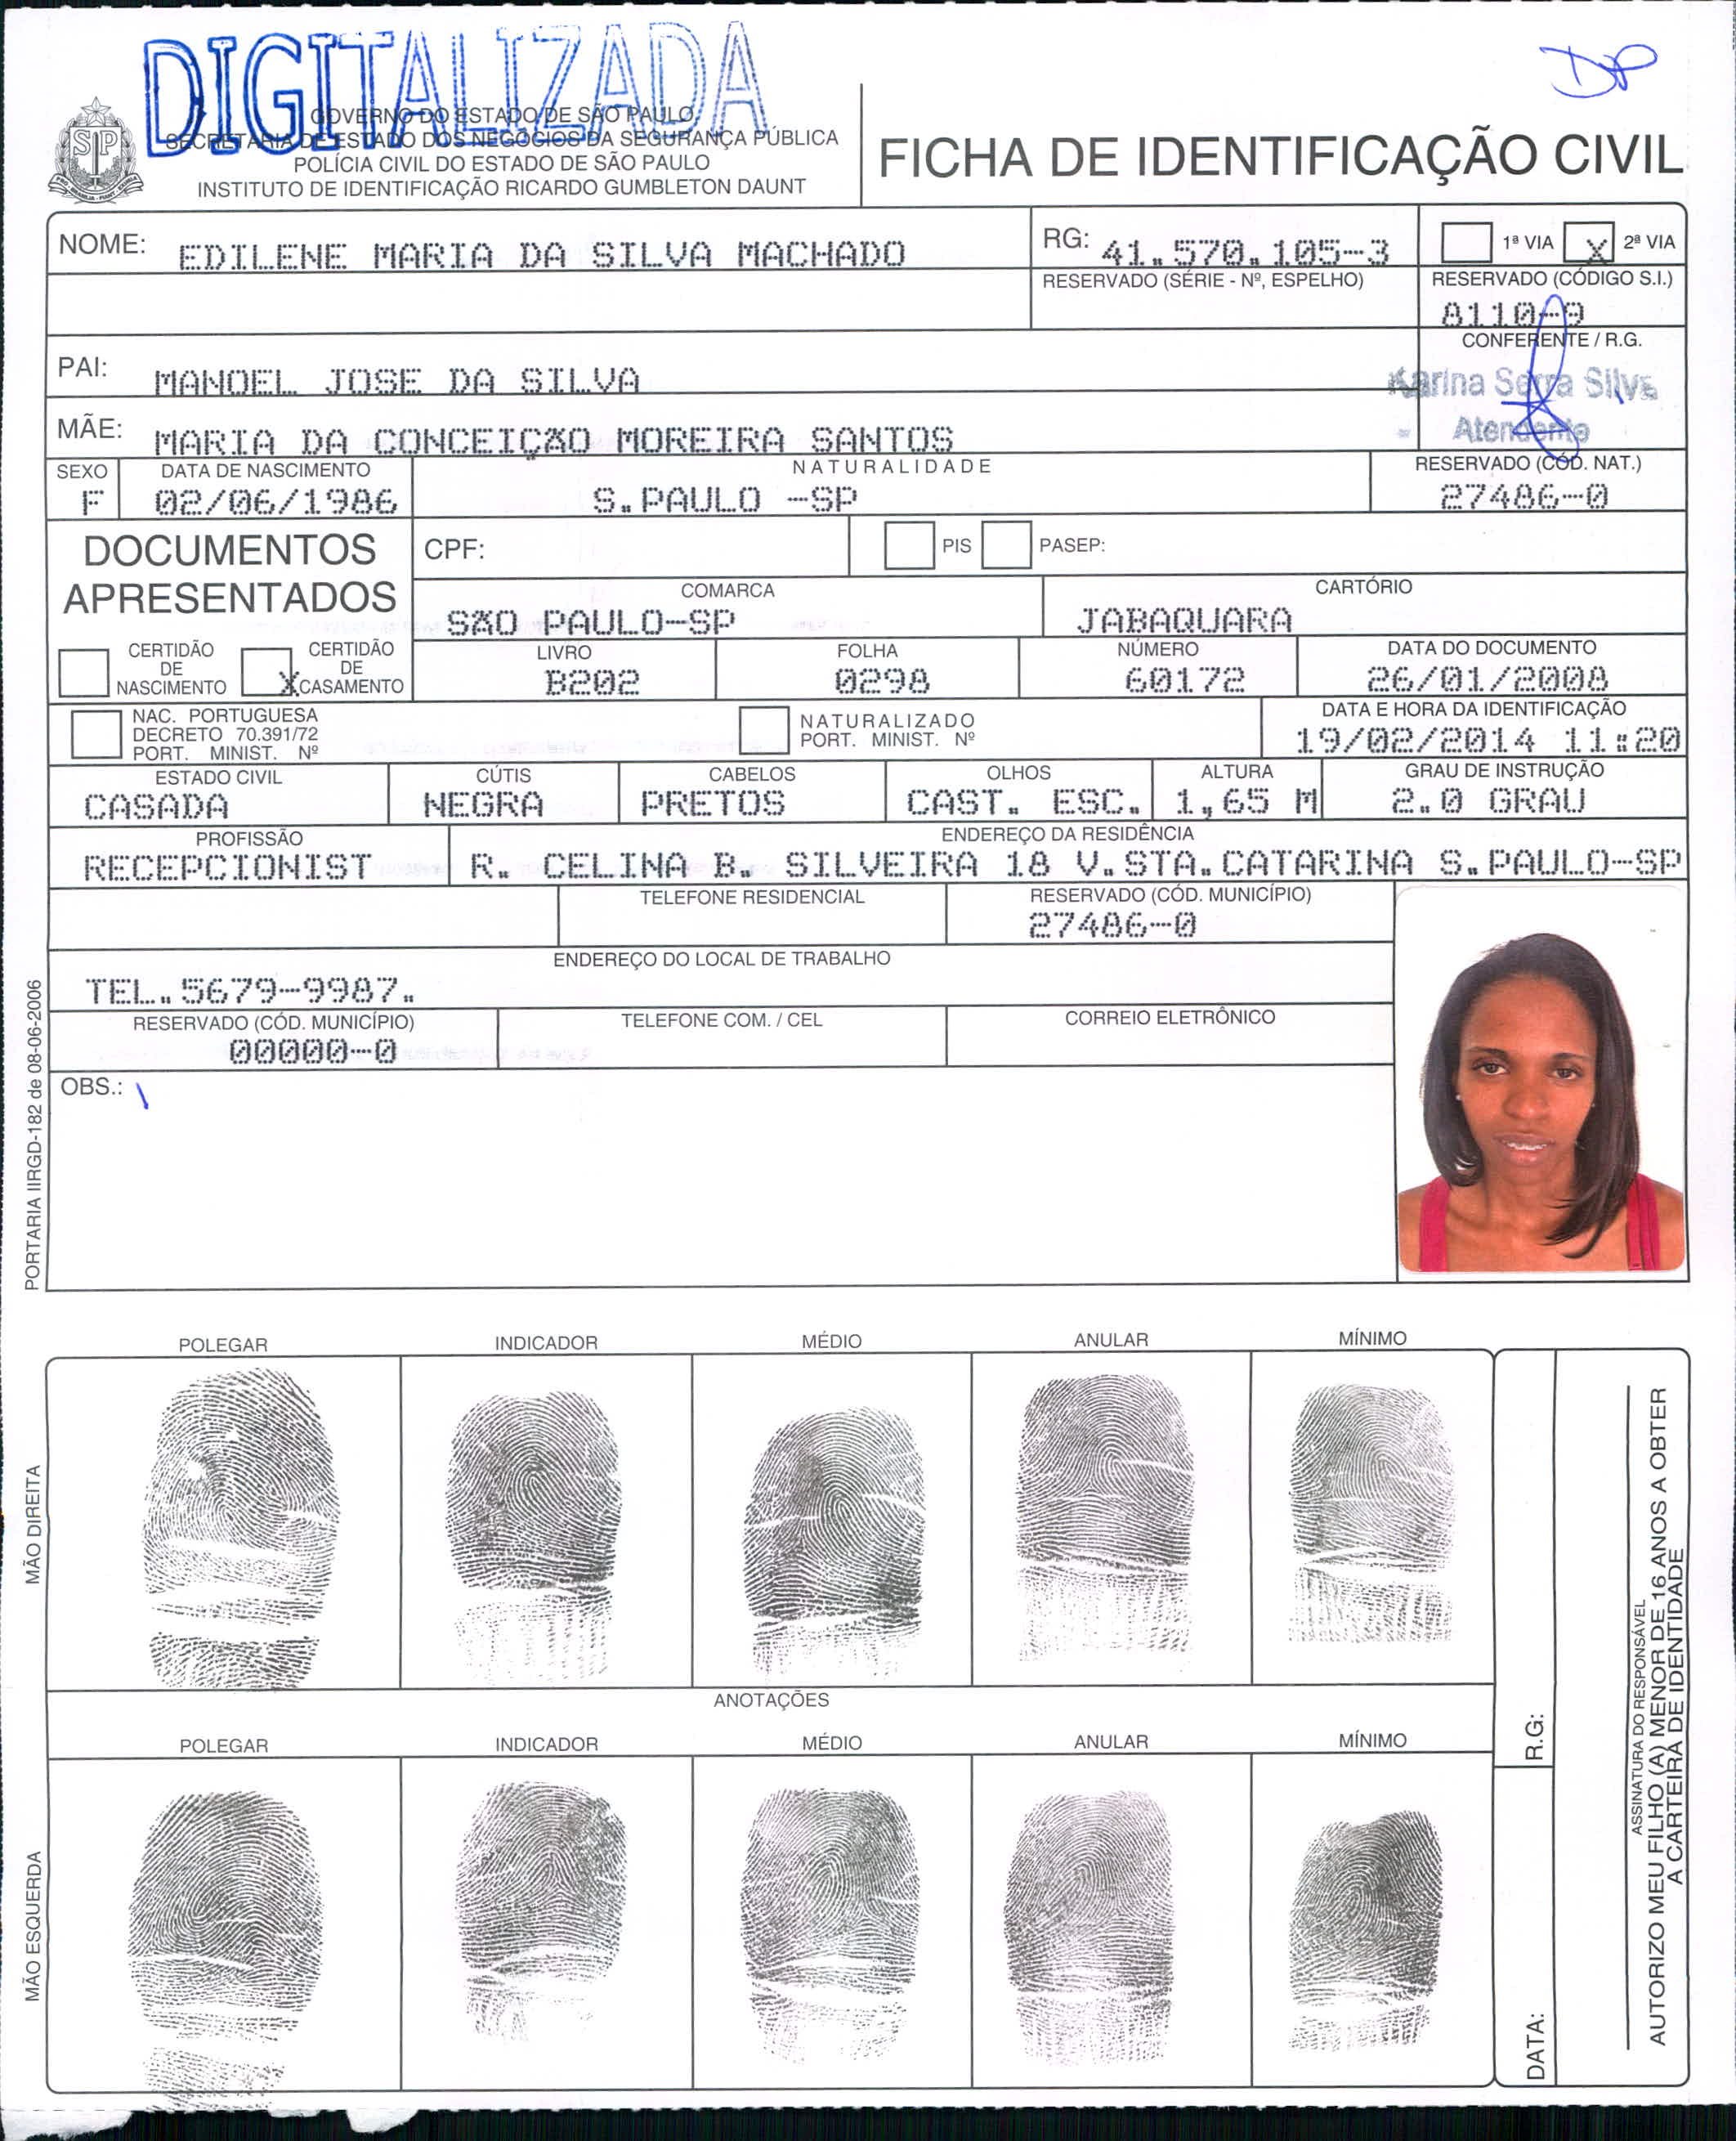 DIGITALIZADA
DP
GOVERNO DO ESTADO DE SÃO PAULO
SECRETARIA DE ESTADO DOS NEGÓCIOS DA SEGURANÇA PÚBLICA
POLÍCIA CIVIL DO ESTADO DE SÃO PAULO
INSTITUTO DE IDENTIFICAÇÃO RICARDO GUMBLETON DAUNT
SP
FICHA DE IDENTIFICAÇÃO CIVIL
NOME: EDILENE MARIA DA SILVA MACHADO
RG: 41.570.105-3
1ª VIA X 2ª VIA
RESERVADO (SÉRIE - Nº, ESPELHO)
RESERVADO (CÓDIGO S.I.)
8110-9
CONFERENTE / R.G.
Karina Serra Silva
Atendente
PAI: MANOEL JOSE DA SILVA
MÃE: MARIA DA CONCEIÇÃO MOREIRA SANTOS
SEXO
F
DATA DE NASCIMENTO
02/06/1986
NATURALIDADE
S.PAULO -SP
RESERVADO (CÓD. NAT.)
27486-0
DOCUMENTOS
APRESENTADOS
CPF:
PIS
PASEP:
COMARCA
SÃO PAULO-SP
CARTÓRIO
JABAQUARA
CERTIDÃO
DE
NASCIMENTO
X
CERTIDÃO
DE
CASAMENTO
LIVRO
B202
FOLHA
0298
NÚMERO
60172
DATA DO DOCUMENTO
26/01/2008
NAC. PORTUGUESA
DECRETO 70.391/72
PORT. MINIST. Nº
NATURALIZADO
PORT. MINIST. Nº
DATA E HORA DA IDENTIFICAÇÃO
19/02/2014 11:20
ESTADO CIVIL
CASADA
CÚTIS
NEGRA
CABELOS
PRETOS
OLHOS
CAST. ESC.
ALTURA
1,65 M
GRAU DE INSTRUÇÃO
2.0 GRAU
PROFISSÃO
RECEPCIONIST
ENDEREÇO DA RESIDÊNCIA
R. CELINA B. SILVEIRA 18 V.STA.CATARINA S.PAULO-SP
TELEFONE RESIDENCIAL
RESERVADO (CÓD. MUNICÍPIO)
27486-0
ENDEREÇO DO LOCAL DE TRABALHO
TEL.5679-9987.
RESERVADO (CÓD. MUNICÍPIO)
00000-0
TELEFONE COM. / CEL
CORREIO ELETRÔNICO
OBS.:
PORTARIA IIRGD-182 de 08-06-2006
POLEGAR INDICADOR MÉDIO ANULAR MÍNIMO
MÃO DIREITA
ANOTAÇÕES
POLEGAR INDICADOR MÉDIO ANULAR MÍNIMO
MÃO ESQUERDA
R.G:
DATA:
ASSINATURA DO RESPONSÁVEL
AUTORIZO MEU FILHO (A) MENOR DE 16 ANOS A OBTER
A CARTEIRA DE IDENTIDADE